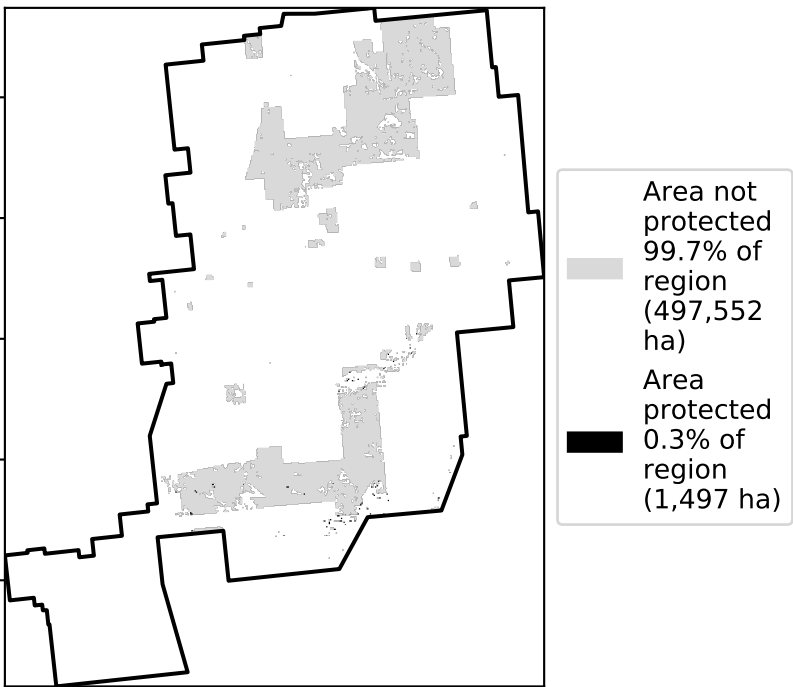 Area not
protected
99.7% of
region
(497,552
ha)
Area
protected
0.3% of
region
(1,497 ha)